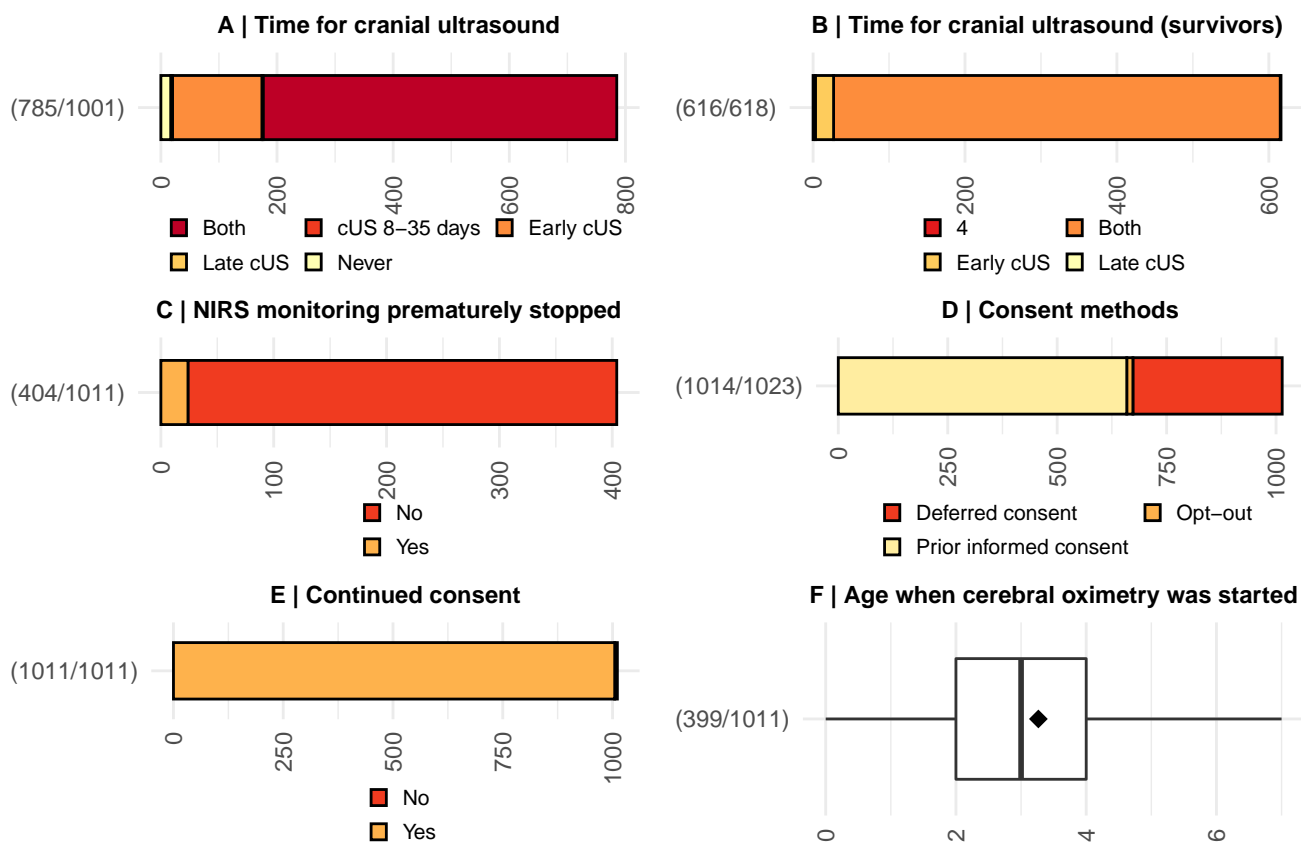 A | Time for cranial ultrasound
(785/1001)
0 200 400 600 800
Both cUS 8−35 days Early cUS
Late cUS Never
B | Time for cranial ultrasound (survivors)
(616/618)
0 200 400 600
4 Both
Early cUS Late cUS
C | NIRS monitoring prematurely stopped
(404/1011)
0 100 200 300 400
No
Yes
D | Consent methods
(1014/1023)
0 250 500 750 1000
Deferred consent Opt−out
Prior informed consent
E | Continued consent
(1011/1011)
0 250 500 750 1000
No
Yes
F | Age when cerebral oximetry was started
(399/1011)
0 2 4 6